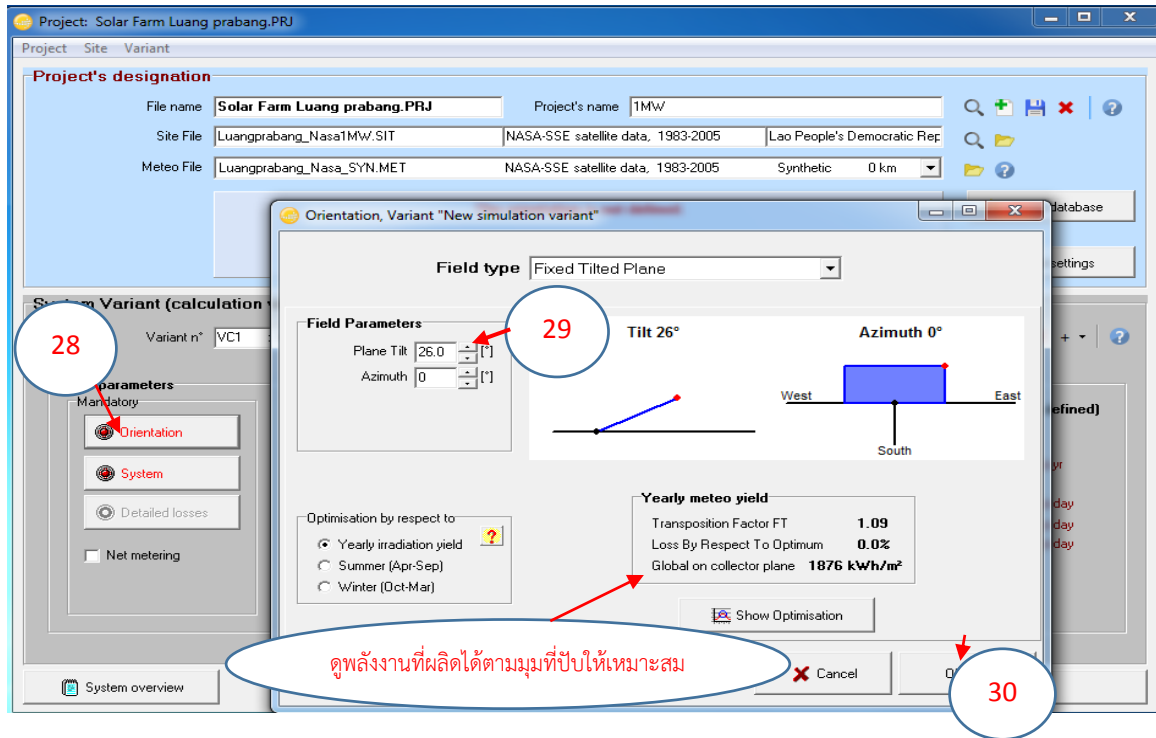 Project: Solar Farm Luang prabang.PRJ
Project Site Variant
Project's designation
File name Solar Farm Luang prabang.PRJ Project's name 1MW
Site File Luangprabang_Nasa1MW.SIT NASA-SSE satellite data, 1983-2005 Lao People's Democratic Rep
Meteo File Luangprabang_Nasa_SYN.MET NASA-SSE satellite data, 1983-2005 Synthetic 0 km
database
settings
Orientation, Variant "New simulation variant"
Field type Fixed Tilted Plane
System Variant (calculation
Variant n° VC1
28
Field Parameters
Plane Tilt 26.0 [°]
Azimuth 0 [°]
29
Tilt 26°
Azimuth 0°
West East
South
parameters
Mandatory
Orientation
System
Detailed losses
Net metering
efined)
yr
day
day
day
Optimisation by respect to
?
Yearly irradiation yield
Summer (Apr-Sep)
Winter (Oct-Mar)
Yearly meteo yield
Transposition Factor FT 1.09
Loss By Respect To Optimum 0.0%
Global on collector plane 1876 kWh/m²
Show Optimisation
ดูพลังงานที่ผลิตได้ตามมุมที่ปับให้เหมาะสม
Cancel
30
System overview